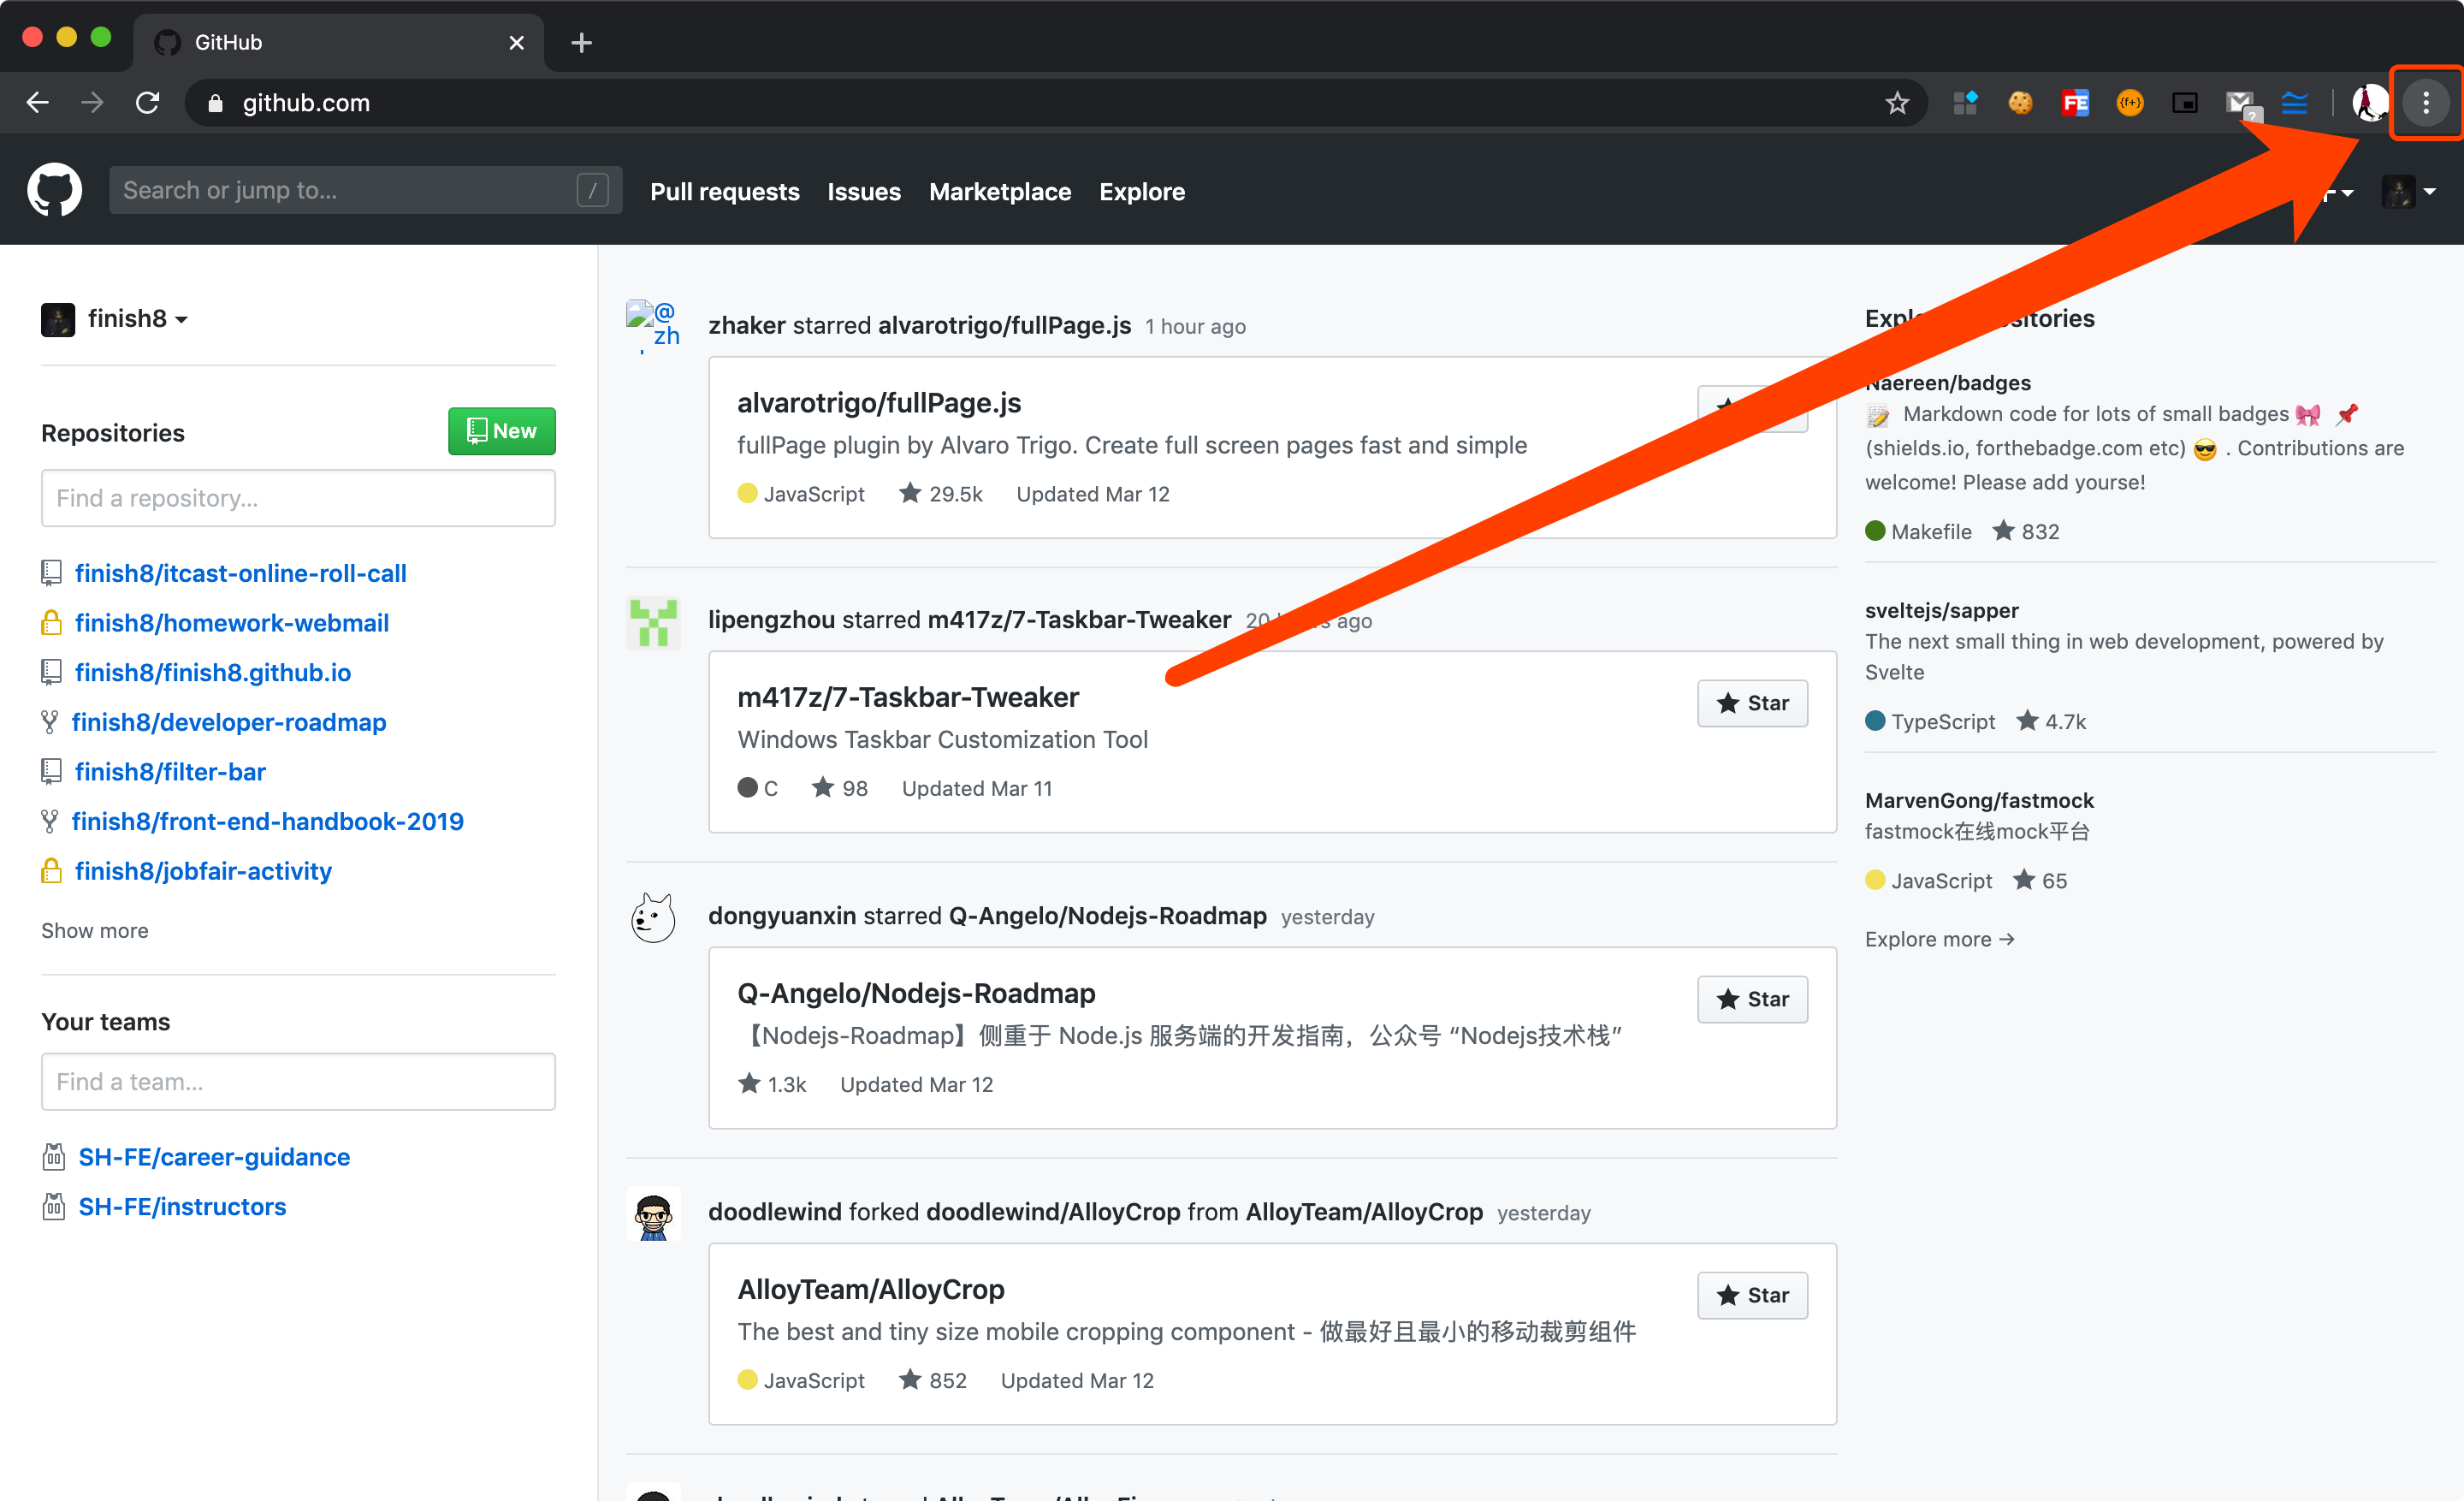 GitHub
github.com
FE
{f+}
?
Search or jump to...
/
Pull requests Issues Marketplace Explore
finish8
Repositories
New
Find a repository...
finish8/itcast-online-roll-call
finish8/homework-webmail
finish8/finish8.github.io
finish8/developer-roadmap
finish8/filter-bar
finish8/front-end-handbook-2019
finish8/jobfair-activity
Show more
Your teams
Find a team...
SH-FE/career-guidance
SH-FE/instructors
@
zh
zhaker starred alvarotrigo/fullPage.js 1 hour ago
alvarotrigo/fullPage.js
fullPage plugin by Alvaro Trigo. Create full screen pages fast and simple
JavaScript 29.5k Updated Mar 12
lipengzhou starred m417z/7-Taskbar-Tweaker 20 ago
m417z/7-Taskbar-Tweaker
Star
Windows Taskbar Customization Tool
C 98 Updated Mar 11
dongyuanxin starred Q-Angelo/Nodejs-Roadmap yesterday
Q-Angelo/Nodejs-Roadmap
Star
【Nodejs-Roadmap】侧重于 Node.js 服务端的开发指南，公众号 “Nodejs技术栈”
1.3k Updated Mar 12
doodlewind forked doodlewind/AlloyCrop from AlloyTeam/AlloyCrop yesterday
AlloyTeam/AlloyCrop
Star
The best and tiny size mobile cropping component - 做最好且最小的移动裁剪组件
JavaScript 852 Updated Mar 12
Naereen/badges
📝 Markdown code for lots of small badges 🎀 📌
(shields.io, forthebadge.com etc) 😎 . Contributions are
welcome! Please add yourse!
Makefile 832
sveltejs/sapper
The next small thing in web development, powered by
Svelte
TypeScript 4.7k
MarvenGong/fastmock
fastmock在线mock平台
JavaScript 65
Explore more →